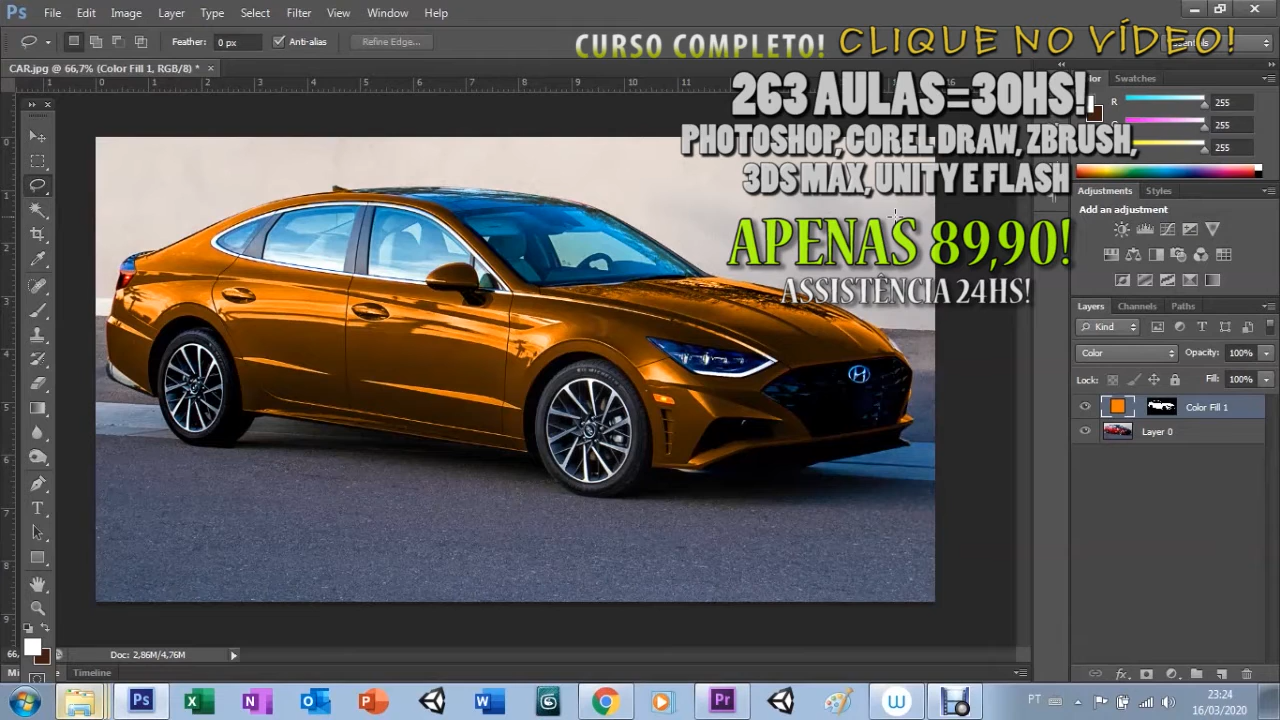 Ps File Edit Image Layer Type Select Filter View Window Help
Feather: 0 px Anti-alias Refine Edge...
CURSO COMPLETO! CLIQUE NO VÍDEO!
CAR.jpg @ 66,7% (Color Fill 1, RGB/8) * ×
Swatches
263 AULAS=30HS!
R 255
255
255
PHOTOSHOP, COREL DRAW, ZBRUSH,
3DS MAX, UNITY E FLASH
Adjustments Styles
Add an adjustment
APENAS 89,90!
ASSISTÊNCIA 24HS!
Layers Channels Paths
Kind
Color Opacity: 100%
Lock: Fill: 100%
Color Fill 1
Layer 0
Doc: 2,86M/4,76M
Timeline
PT
23:24
16/03/2020